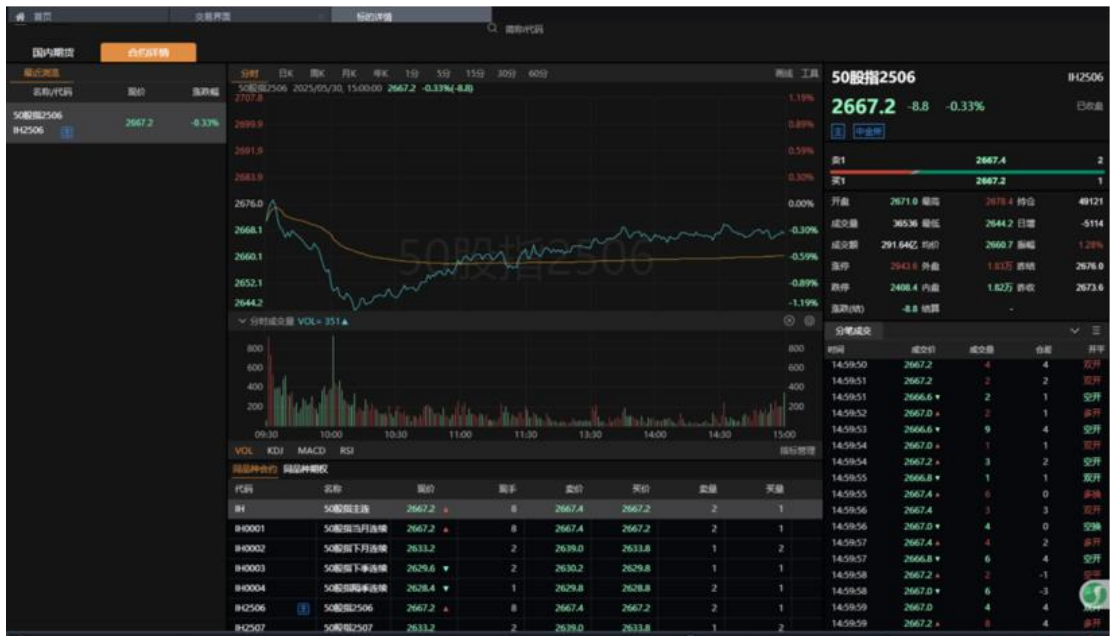 首页 交易界面 标的详情
简称/代码
国内期货 合约详情
最近浏览
名称/代码 现价 涨跌幅
50股指2506
IH2506 主 2667.2 -0.33%
分时 日K 周K 月K 年K 1分 5分 15分 30分 60分 画线 工具
50股指2506 2025/05/30, 15:00:00 2667.2 -0.33%(-8.8)
2707.8 1.19%
2699.9 0.89%
2691.9 0.59%
2683.9 0.30%
2676.0 0.00%
2668.1 -0.30%
2660.1 -0.59%
2652.1 -0.89%
2644.2 -1.19%
50股指2506
分时成交量 VOL= 351▲
800 800
600 600
400 400
200 200
09:30 10:00 10:30 11:00 11:30 13:30 14:00 14:30 15:00
VOL KDJ MACD RSI 指标管理
同品种合约 同品种期权
代码 名称 现价 现手 卖价 买价 卖量 买量
IH 50股指主连 2667.2 ▲ 8 2667.4 2667.2 2 1
IH0001 50股指当月连续 2667.2 ▲ 8 2667.4 2667.2 2 1
IH0002 50股指下月连续 2633.2 2 2639.0 2633.8 1 2
IH0003 50股指下季连续 2629.6 ▼ 2 2630.2 2629.8 1 1
IH0004 50股指隔季连续 2628.4 ▼ 1 2629.8 2628.8 2 1
IH2506 主 50股指2506 2667.2 ▲ 8 2667.4 2667.2 2 1
IH2507 50股指2507 2633.2 2 2639.0 2633.8 1 2
50股指2506 IH2506
2667.2 -8.8 -0.33% 已收盘
主 中金所
卖1 2667.4 2
买1 2667.2 1
开盘 2671.0 最高 2678.4 持仓 49121
成交量 36536 最低 2644.2 日增 -5114
成交额 291.64亿 均价 2660.7 振幅 1.28%
涨停 2943.6 外盘 1.83万 昨结 2676.0
跌停 2408.4 内盘 1.82万 昨收 2673.6
涨跌(结) -8.8 结算 -
分笔成交
时间 成交价 成交量 仓差 开平
14:59:50 2667.2 4 4 双开
14:59:51 2667.2 2 2 双开
14:59:51 2666.6 ▼ 2 1 空开
14:59:52 2667.0 ▲ 2 1 多开
14:59:53 2666.6 ▼ 9 4 空开
14:59:54 2667.0 ▲ 1 1 双开
14:59:54 2667.2 ▲ 3 2 空开
14:59:55 2666.8 ▼ 1 1 双开
14:59:55 2667.4 ▲ 6 0 多换
14:59:56 2667.4 3 3 双开
14:59:56 2667.0 ▼ 4 0 空换
14:59:57 2667.4 ▲ 4 2 多开
14:59:57 2666.8 ▼ 6 4 空开
14:59:58 2667.2 ▲ 2 -1
14:59:58 2667.0 ▼ 6 -3
14:59:59 2667.0 4 4
14:59:59 2667.2 ▲ 8 4 多开